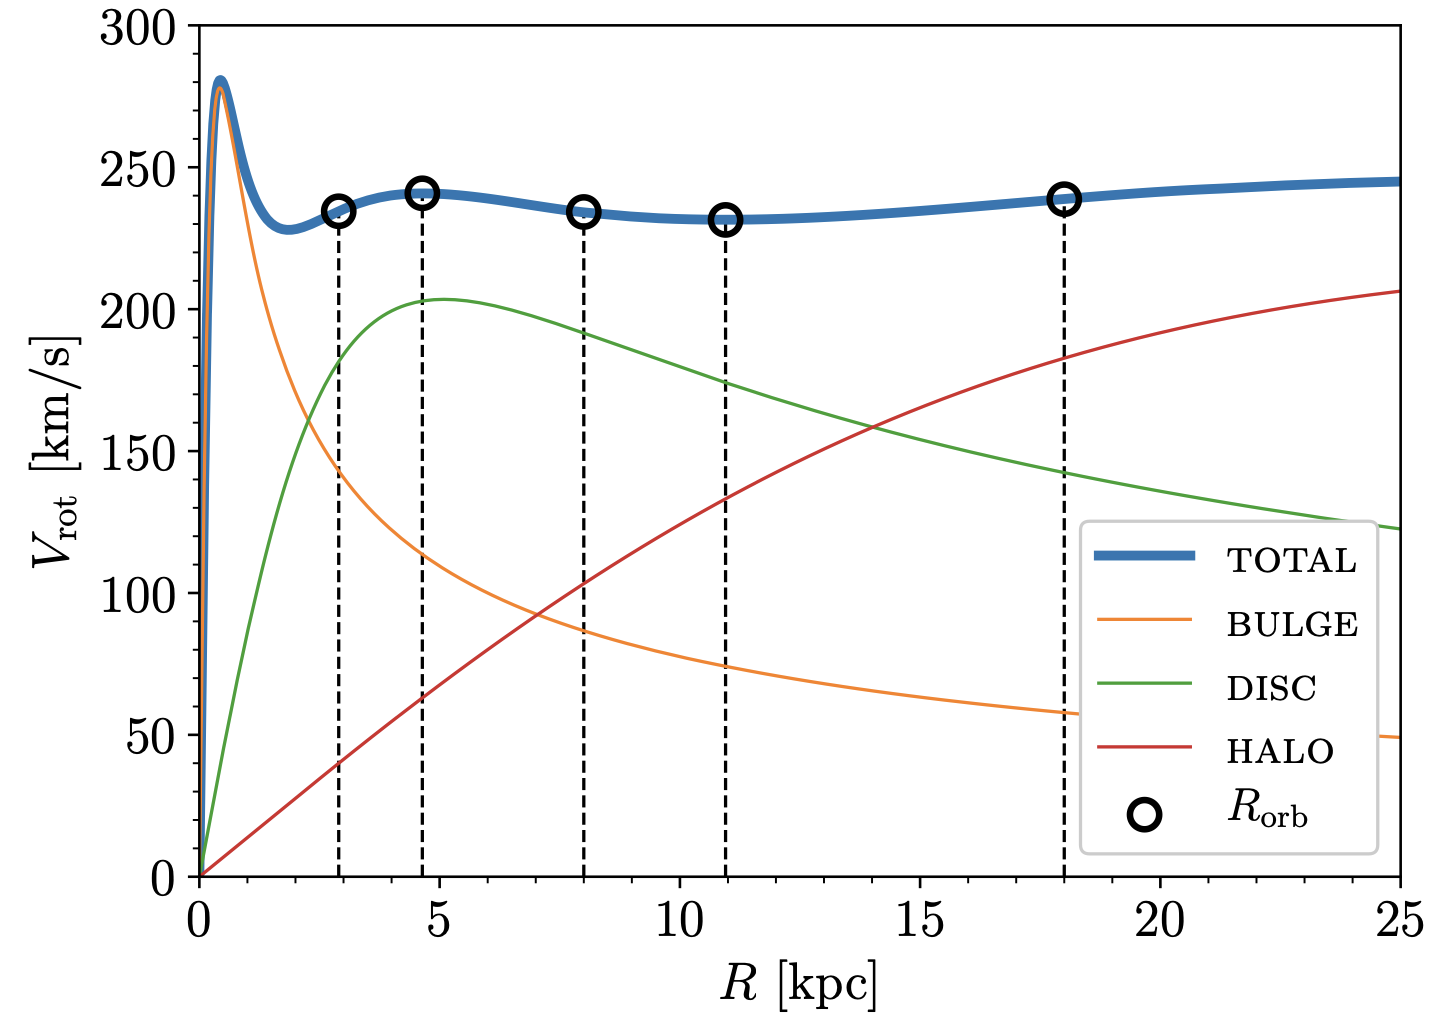 300
250
200
150
100
50
0
V_rot [km/s]
0 5 10 15 20 25
R [kpc]
TOTAL
BULGE
DISC
HALO
R_orb